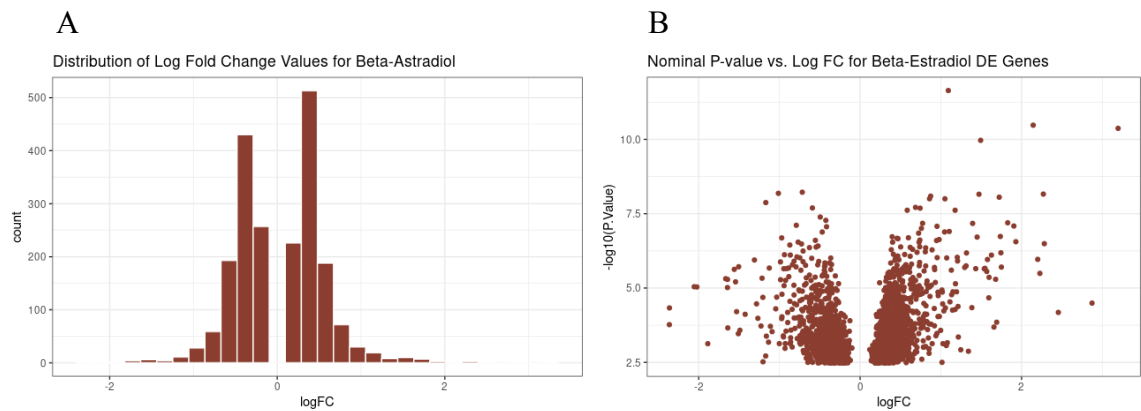 A
Distribution of Log Fold Change Values for Beta-Astradiol
500
400
300
200
100
0
count
-2
0
2
logFC
B
Nominal P-value vs. Log FC for Beta-Estradiol DE Genes
10.0
7.5
5.0
2.5
-log10(P.Value)
-2
0
2
logFC